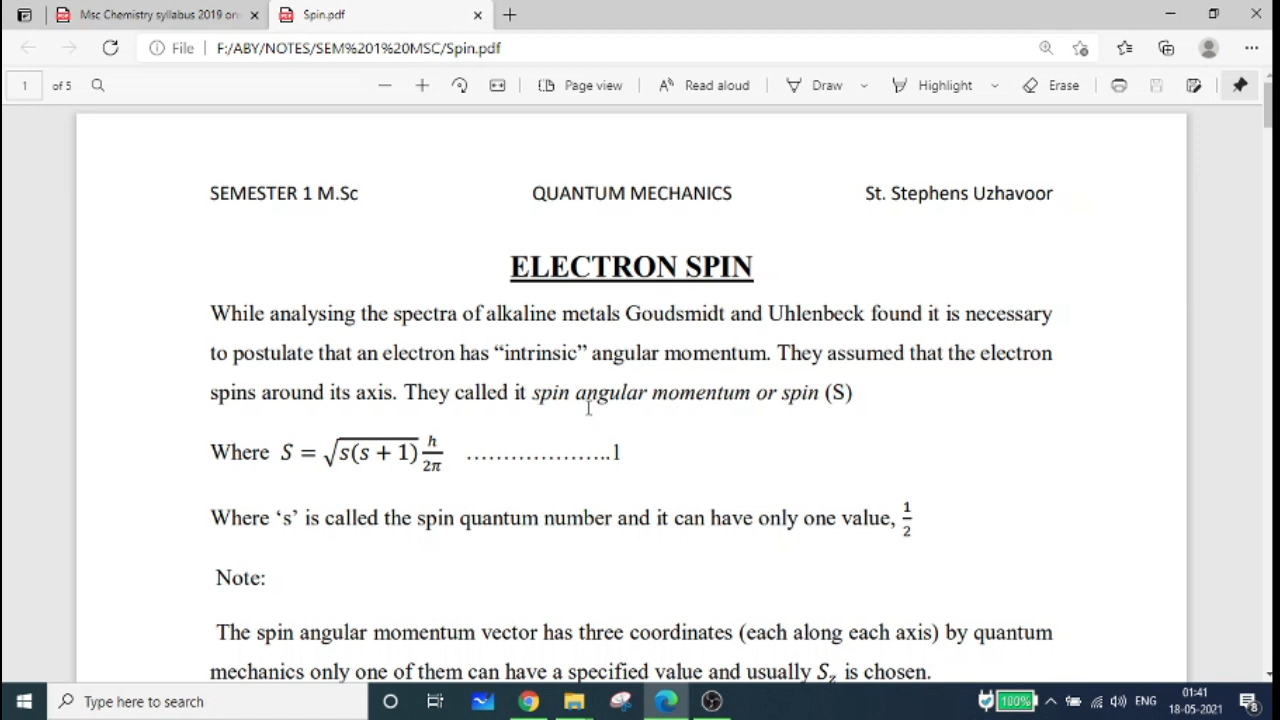 Msc Chemistry syllabus 2019 on
Spin.pdf
File F:/ABY/NOTES/SEM%201%20MSC/Spin.pdf
1 of 5 Page view Read aloud Draw Highlight Erase
SEMESTER 1 M.Sc QUANTUM MECHANICS St. Stephens Uzhavoor
ELECTRON SPIN
While analysing the spectra of alkaline metals Goudsmidt and Uhlenbeck found it is necessary
to postulate that an electron has “intrinsic” angular momentum. They assumed that the electron
spins around its axis. They called it spin angular momentum or spin (S)
Where S = √s(s + 1) h/2π …………………..1
Where ‘s’ is called the spin quantum number and it can have only one value, 1/2
Note:
The spin angular momentum vector has three coordinates (each along each axis) by quantum
mechanics only one of them can have a specified value and usually Sz is chosen.
Type here to search 100% ENG 01:41
18-05-2021 8